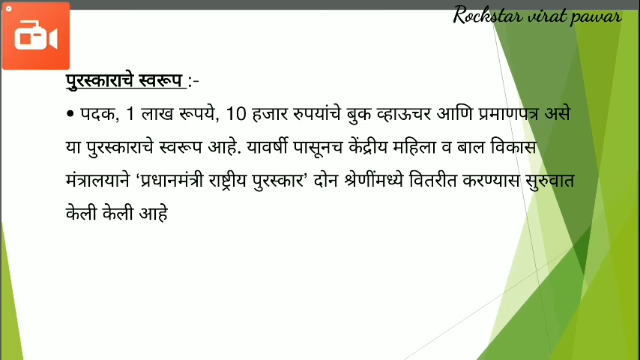 Rockstar virat pawar
पुरस्काराचे स्वरूप :-
• पदक, 1 लाख रूपये, 10 हजार रुपयांचे बुक व्हाऊचर आणि प्रमाणपत्र असे
या पुरस्काराचे स्वरूप आहे. यावर्षी पासूनच केंद्रीय महिला व बाल विकास
मंत्रालयाने ‘प्रधानमंत्री राष्ट्रीय पुरस्कार’ दोन श्रेणींमध्ये वितरीत करण्यास सुरुवात
केली केली आहे